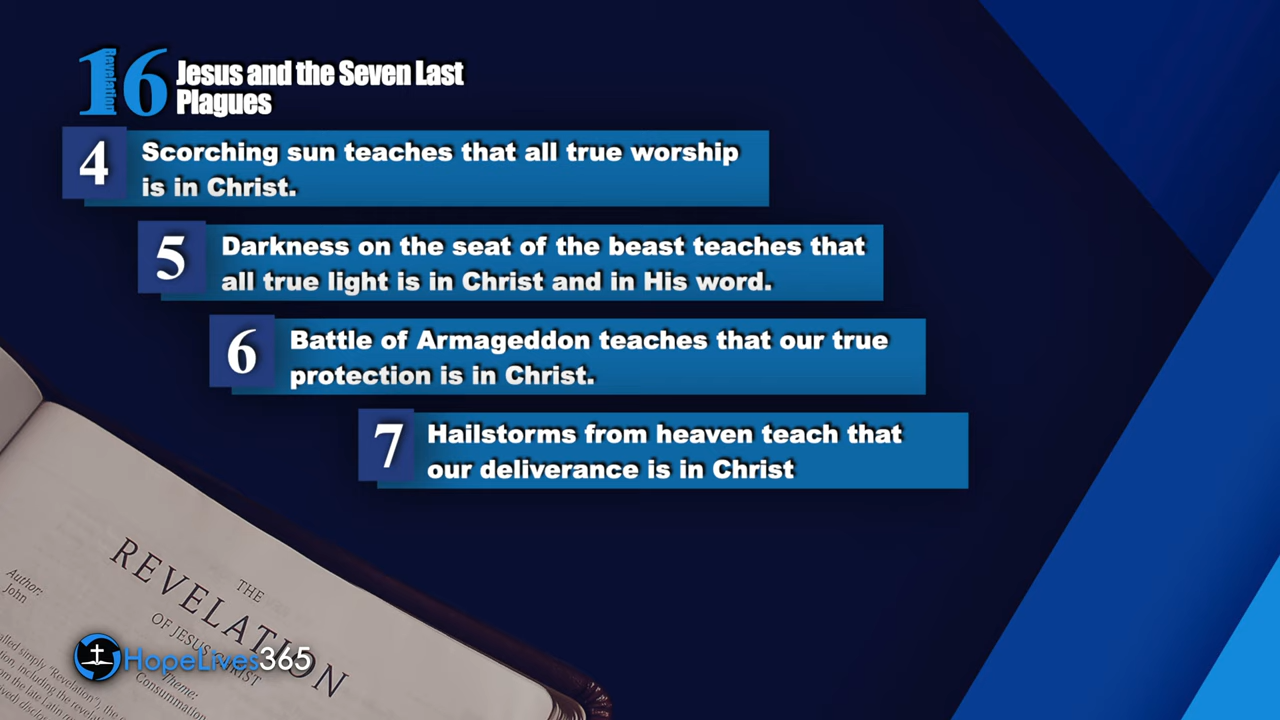 16
Revelation
Jesus and the Seven Last
Plagues
4
Scorching sun teaches that all true worship
is in Christ.
5
Darkness on the seat of the beast teaches that
all true light is in Christ and in His word.
6
Battle of Armageddon teaches that our true
protection is in Christ.
7
Hailstorms from heaven teach that
our deliverance is in Christ
Author:
John
THE
REVELATION
OF JESUS CHRIST
Theme:
Consummation
HopeLives365